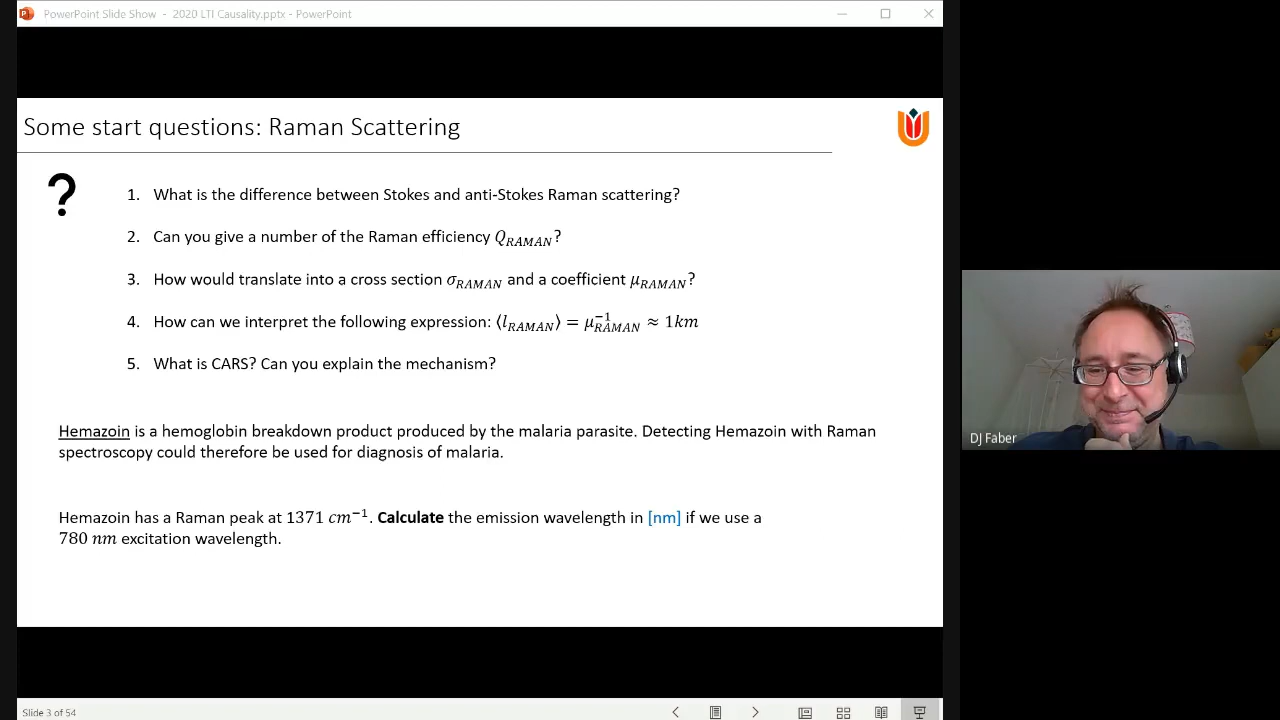 PowerPoint Slide Show - 2020 LTI Causality.pptx - PowerPoint
Some start questions: Raman Scattering
?
1. What is the difference between Stokes and anti-Stokes Raman scattering?
2. Can you give a number of the Raman efficiency Q_RAMAN?
3. How would translate into a cross section σ_RAMAN and a coefficient μ_RAMAN?
4. How can we interpret the following expression: ⟨l_RAMAN⟩ = μ_RAMAN^−1 ≈ 1km
5. What is CARS? Can you explain the mechanism?
Hemazoin is a hemoglobin breakdown product produced by the malaria parasite. Detecting Hemazoin with Raman
spectroscopy could therefore be used for diagnosis of malaria.
Hemazoin has a Raman peak at 1371 cm^−1. Calculate the emission wavelength in [nm] if we use a
780 nm excitation wavelength.
DJ Faber
Slide 3 of 54